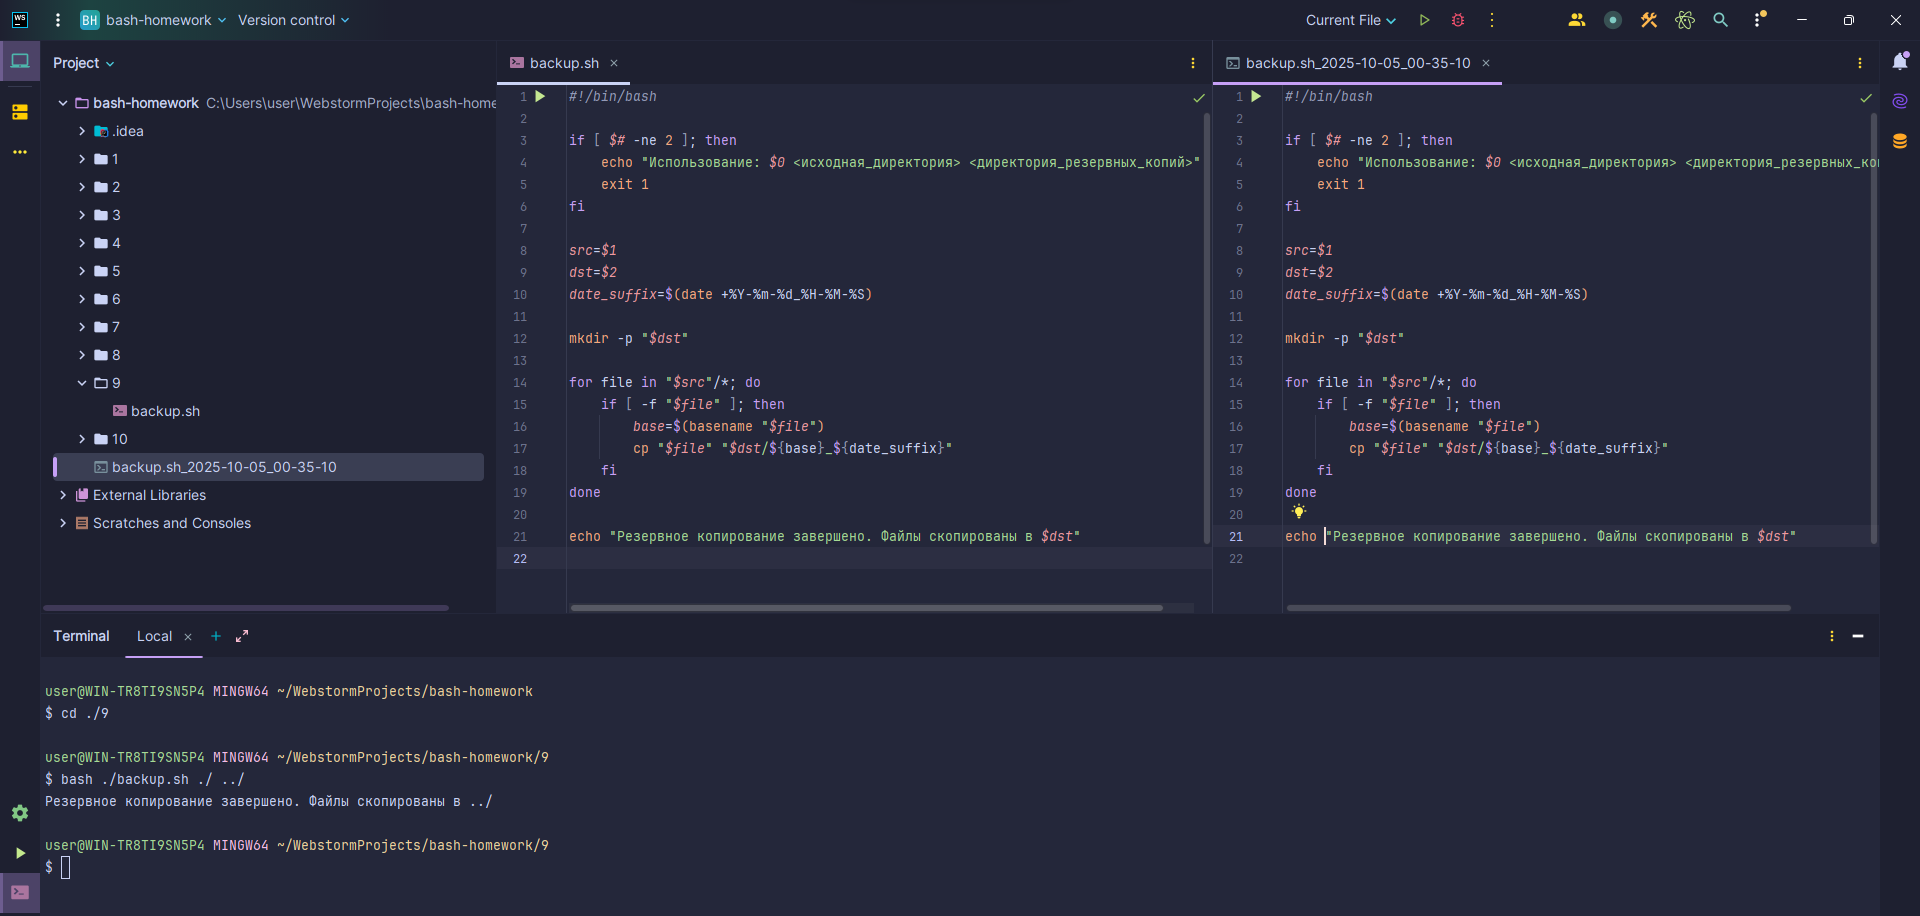 WS
BH bash-homework Version control
Current File
Project
bash-homework C:\Users\user\WebstormProjects\bash-home
.idea
1
2
3
4
5
6
7
8
9
backup.sh
10
backup.sh_2025-10-05_00-35-10
External Libraries
Scratches and Consoles
backup.sh
1 #!/bin/bash
2
3 if [ $# -ne 2 ]; then
4 echo "Использование: $0 <исходная_директория> <директория_резервных_копий>"
5 exit 1
6 fi
7
8 src=$1
9 dst=$2
10 date_suffix=$(date +%Y-%m-%d_%H-%M-%S)
11
12 mkdir -p "$dst"
13
14 for file in "$src"/*; do
15 if [ -f "$file" ]; then
16 base=$(basename "$file")
17 cp "$file" "$dst/${base}_${date_suffix}"
18 fi
19 done
20
21 echo "Резервное копирование завершено. Файлы скопированы в $dst"
22
backup.sh_2025-10-05_00-35-10
1 #!/bin/bash
2
3 if [ $# -ne 2 ]; then
4 echo "Использование: $0 <исходная_директория> <директория_резервных_ко
5 exit 1
6 fi
7
8 src=$1
9 dst=$2
10 date_suffix=$(date +%Y-%m-%d_%H-%M-%S)
11
12 mkdir -p "$dst"
13
14 for file in "$src"/*; do
15 if [ -f "$file" ]; then
16 base=$(basename "$file")
17 cp "$file" "$dst/${base}_${date_suffix}"
18 fi
19 done
20
21 echo "Резервное копирование завершено. Файлы скопированы в $dst"
22
Terminal Local
user@WIN-TR8TI9SN5P4 MINGW64 ~/WebstormProjects/bash-homework
$ cd ./9
user@WIN-TR8TI9SN5P4 MINGW64 ~/WebstormProjects/bash-homework/9
$ bash ./backup.sh ./ ../
Резервное копирование завершено. Файлы скопированы в ../
user@WIN-TR8TI9SN5P4 MINGW64 ~/WebstormProjects/bash-homework/9
$